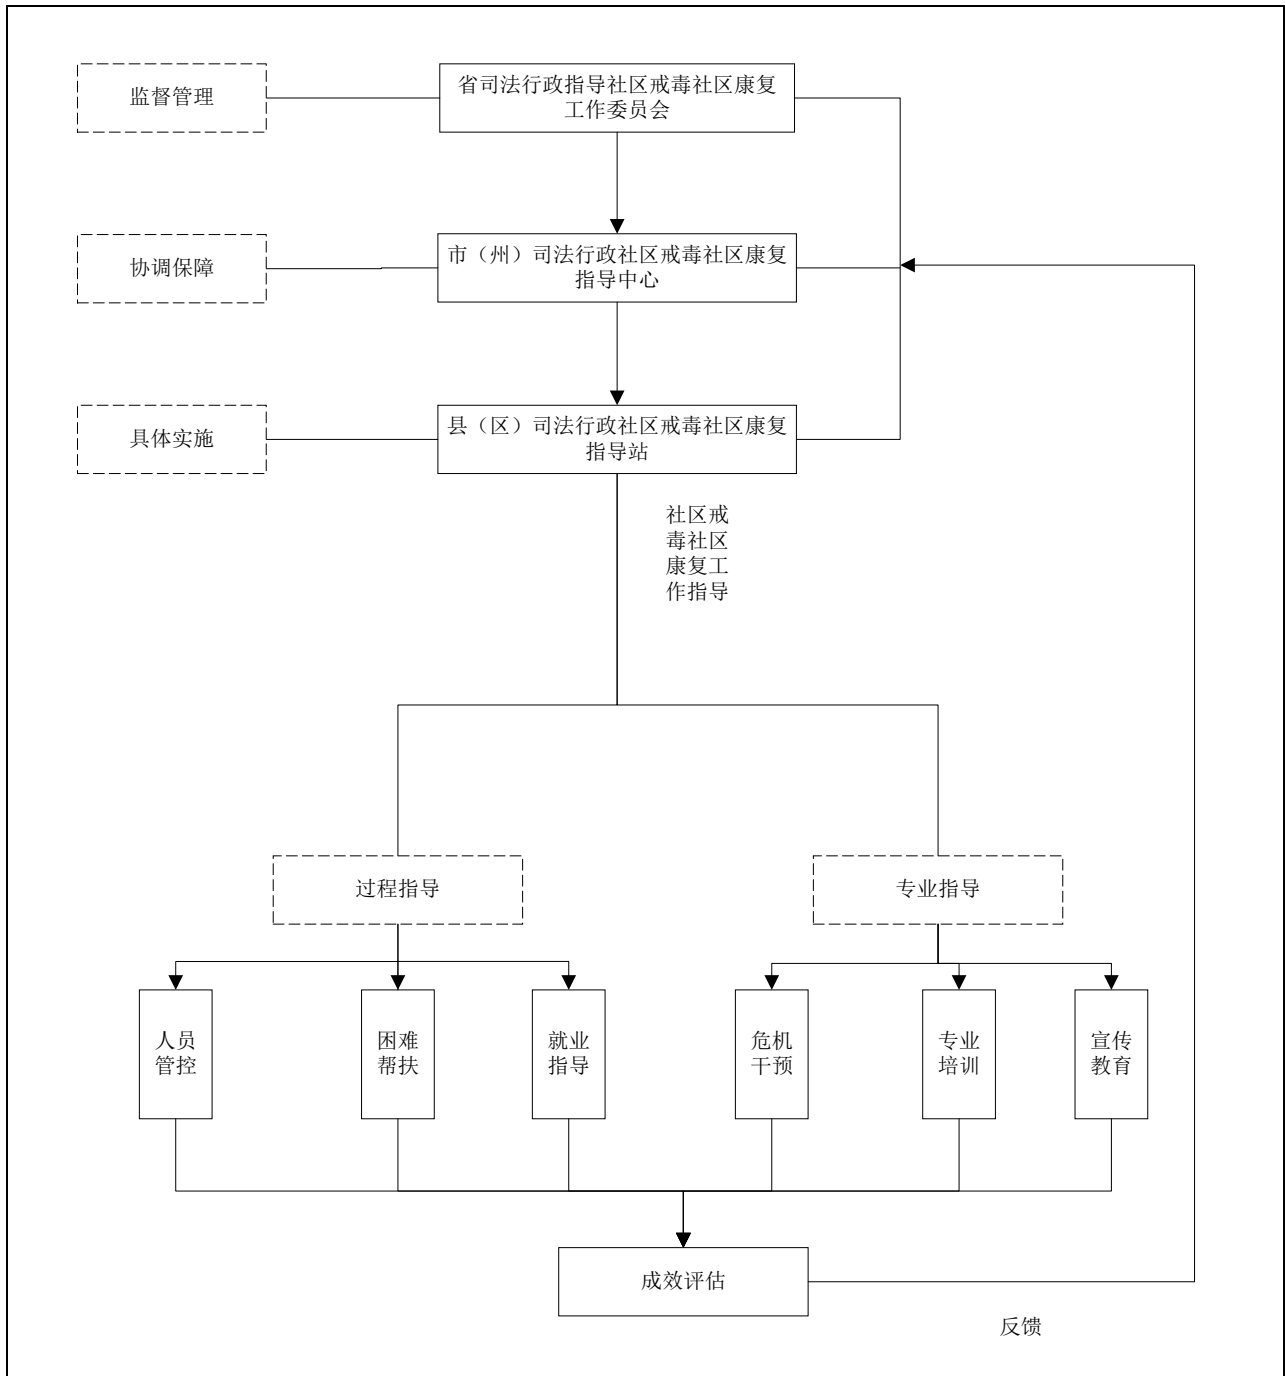 监督管理
省司法行政指导社区戒毒社区康复
工作委员会
协调保障
市（州）司法行政社区戒毒社区康复
指导中心
具体实施
县（区）司法行政社区戒毒社区康复
指导站
社区戒
毒社区
康复工
作指导
过程指导
专业指导
人员
管控
困难
帮扶
就业
指导
危机
干预
专业
培训
宣传
教育
成效评估
反馈